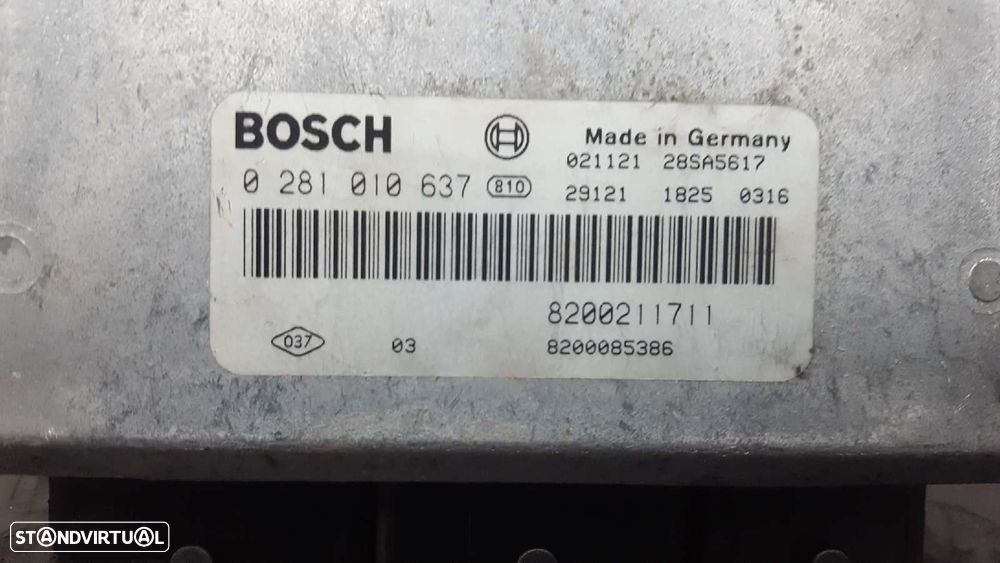 BOSCH
Made in Germany
021121 28SA5617
0 281 010 637 810
29121 1825 0316
8200211711
037 03 8200085386
STANDVIRTUAL